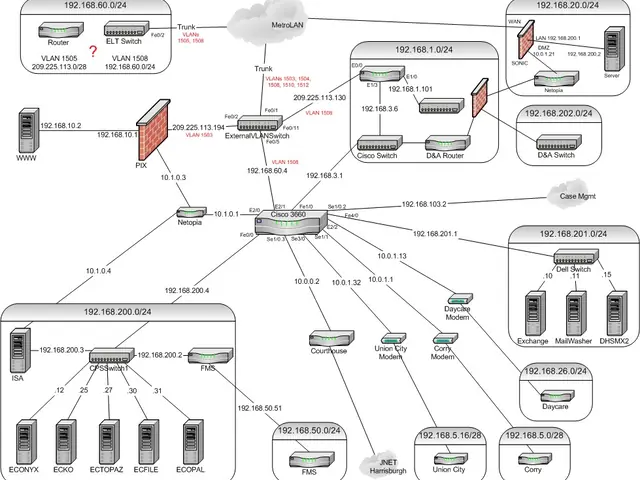 192.168.60.0/24
Router
ELT Switch
Fe0/2
?
VLAN 1505
209.225.113.0/28
VLAN 1508
192.168.60.0/24
Trunk
VLANs
1505, 1508
MetroLAN
Trunk
VLANs 1503, 1504,
1508, 1510, 1512
192.168.20.0/24
WAN
LAN 192.168.200.1
DMZ
10.0.1.21
192.168.200.2
SONIC
Server
Netopia
192.168.1.0/24
E0/0
E1/0
E1/3
192.168.1.101
192.168.3.6
Cisco Switch
D&A Router
192.168.202.0/24
D&A Switch
209.225.113.130
VLAN 1509
WWW
192.168.10.2
192.168.10.1
PIX
209.225.113.194
VLAN 1503
Fe0/2
Fe0/1
Fe0/11
ExternalVLANSwitch
Fe0/5
VLAN 1508
192.168.60.4
192.168.3.1
10.1.0.3
Netopia
10.1.0.1
E2/0
E2/1
Fe1/0
Se1/0.2
Cisco 3660
Fe4/0
E2/2
Fe0/0
Se1/0.3
Se3/0
Se1/1
192.168.103.2
Case Mgmt
192.168.201.1
192.168.201.0/24
Dell Switch
.10
.11
.15
Exchange
MailWasher
DHSMX2
10.1.0.4
192.168.200.4
10.0.0.2
10.0.1.32
10.0.1.1
10.0.1.13
Daycare
Modem
192.168.200.0/24
ISA
192.168.200.3
CPSSwitch1
192.168.200.2
FMS
.12
.25
.27
.30
.31
ECONYX
ECKO
ECTOPAZ
ECFILE
ECOPAL
Courthouse
Union City
Modem
Corry
Modem
192.168.26.0/24
Daycare
192.168.50.51
192.168.50.0/24
FMS
JNET
Harrisburgh
192.168.5.16/28
Union City
192.168.5.0/28
Corry